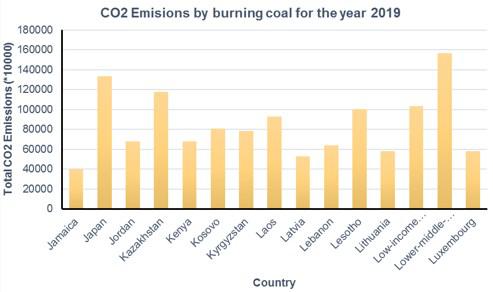 CO2 Emisions by burning coal for the year 2019
Total CO2 Emissions (*10000)
180000
160000
140000
120000
100000
80000
60000
40000
20000
0
Jamaica
Japan
Jordan
Kazakhstan
Kenya
Kosovo
Kyrgyzstan
Laos
Latvia
Lebanon
Lesotho
Lithuania
Low-income…
Lower-middle-…
Luxembourg
Country